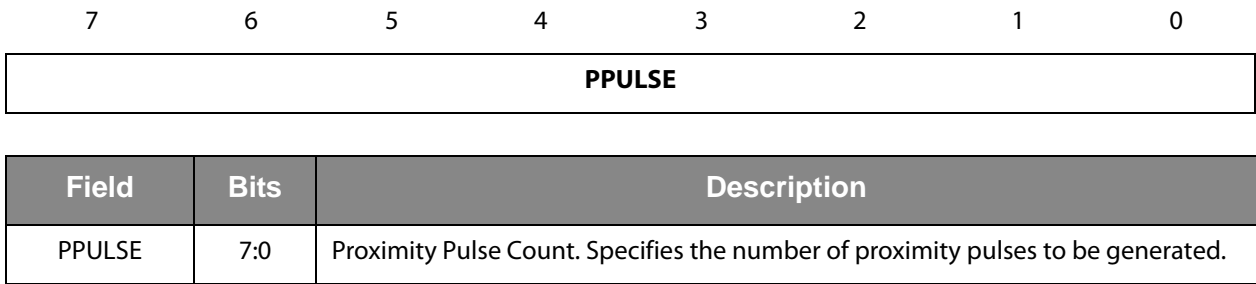 7 6 5 4 3 2 1 0
PPULSE
Field Bits Description
PPULSE 7:0 Proximity Pulse Count. Specifies the number of proximity pulses to be generated.